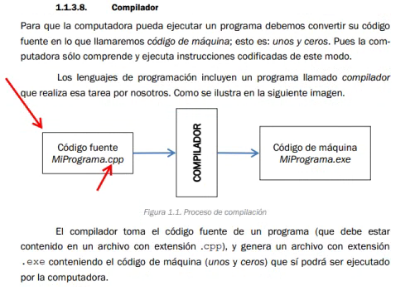 1.1.3.8. Compilador
Para que la computadora pueda ejecutar un programa debemos convertir su código
fuente en lo que llamaremos código de máquina; esto es: unos y ceros. Pues la com-
putadora sólo comprende y ejecuta instrucciones codificadas de este modo.
Los lenguajes de programación incluyen un programa llamado compilador
que realiza esa tarea por nosotros. Como se ilustra en la siguiente imagen.
Código fuente
MiPrograma.cpp
COMPILADOR
Código de máquina
MiPrograma.exe
Figura 1.1. Proceso de compilación
El compilador toma el código fuente de un programa (que debe estar
contenido en un archivo con extensión .cpp), y genera un archivo con extensión
.exe conteniendo el código de máquina (unos y ceros) que sí podrá ser ejecutado
por la computadora.